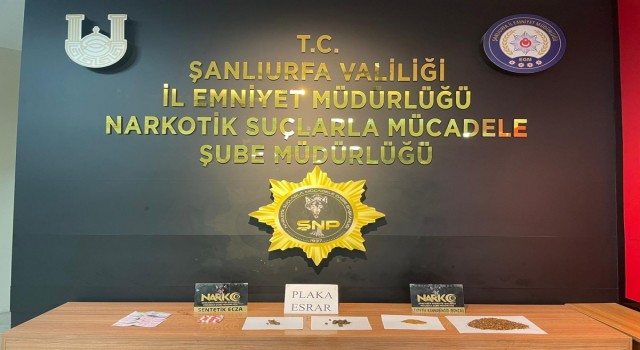 T.C.
ŞANLIURFA VALİLİĞİ
İL EMNİYET MÜDÜRLÜĞÜ
NARKOTİK SUÇLARLA MÜCADELE
ŞUBE MÜDÜRLÜĞÜ
EGM
ŞNP
NARKO
SENTETİK ECZA
PLAKA
ESRAR
NARKO